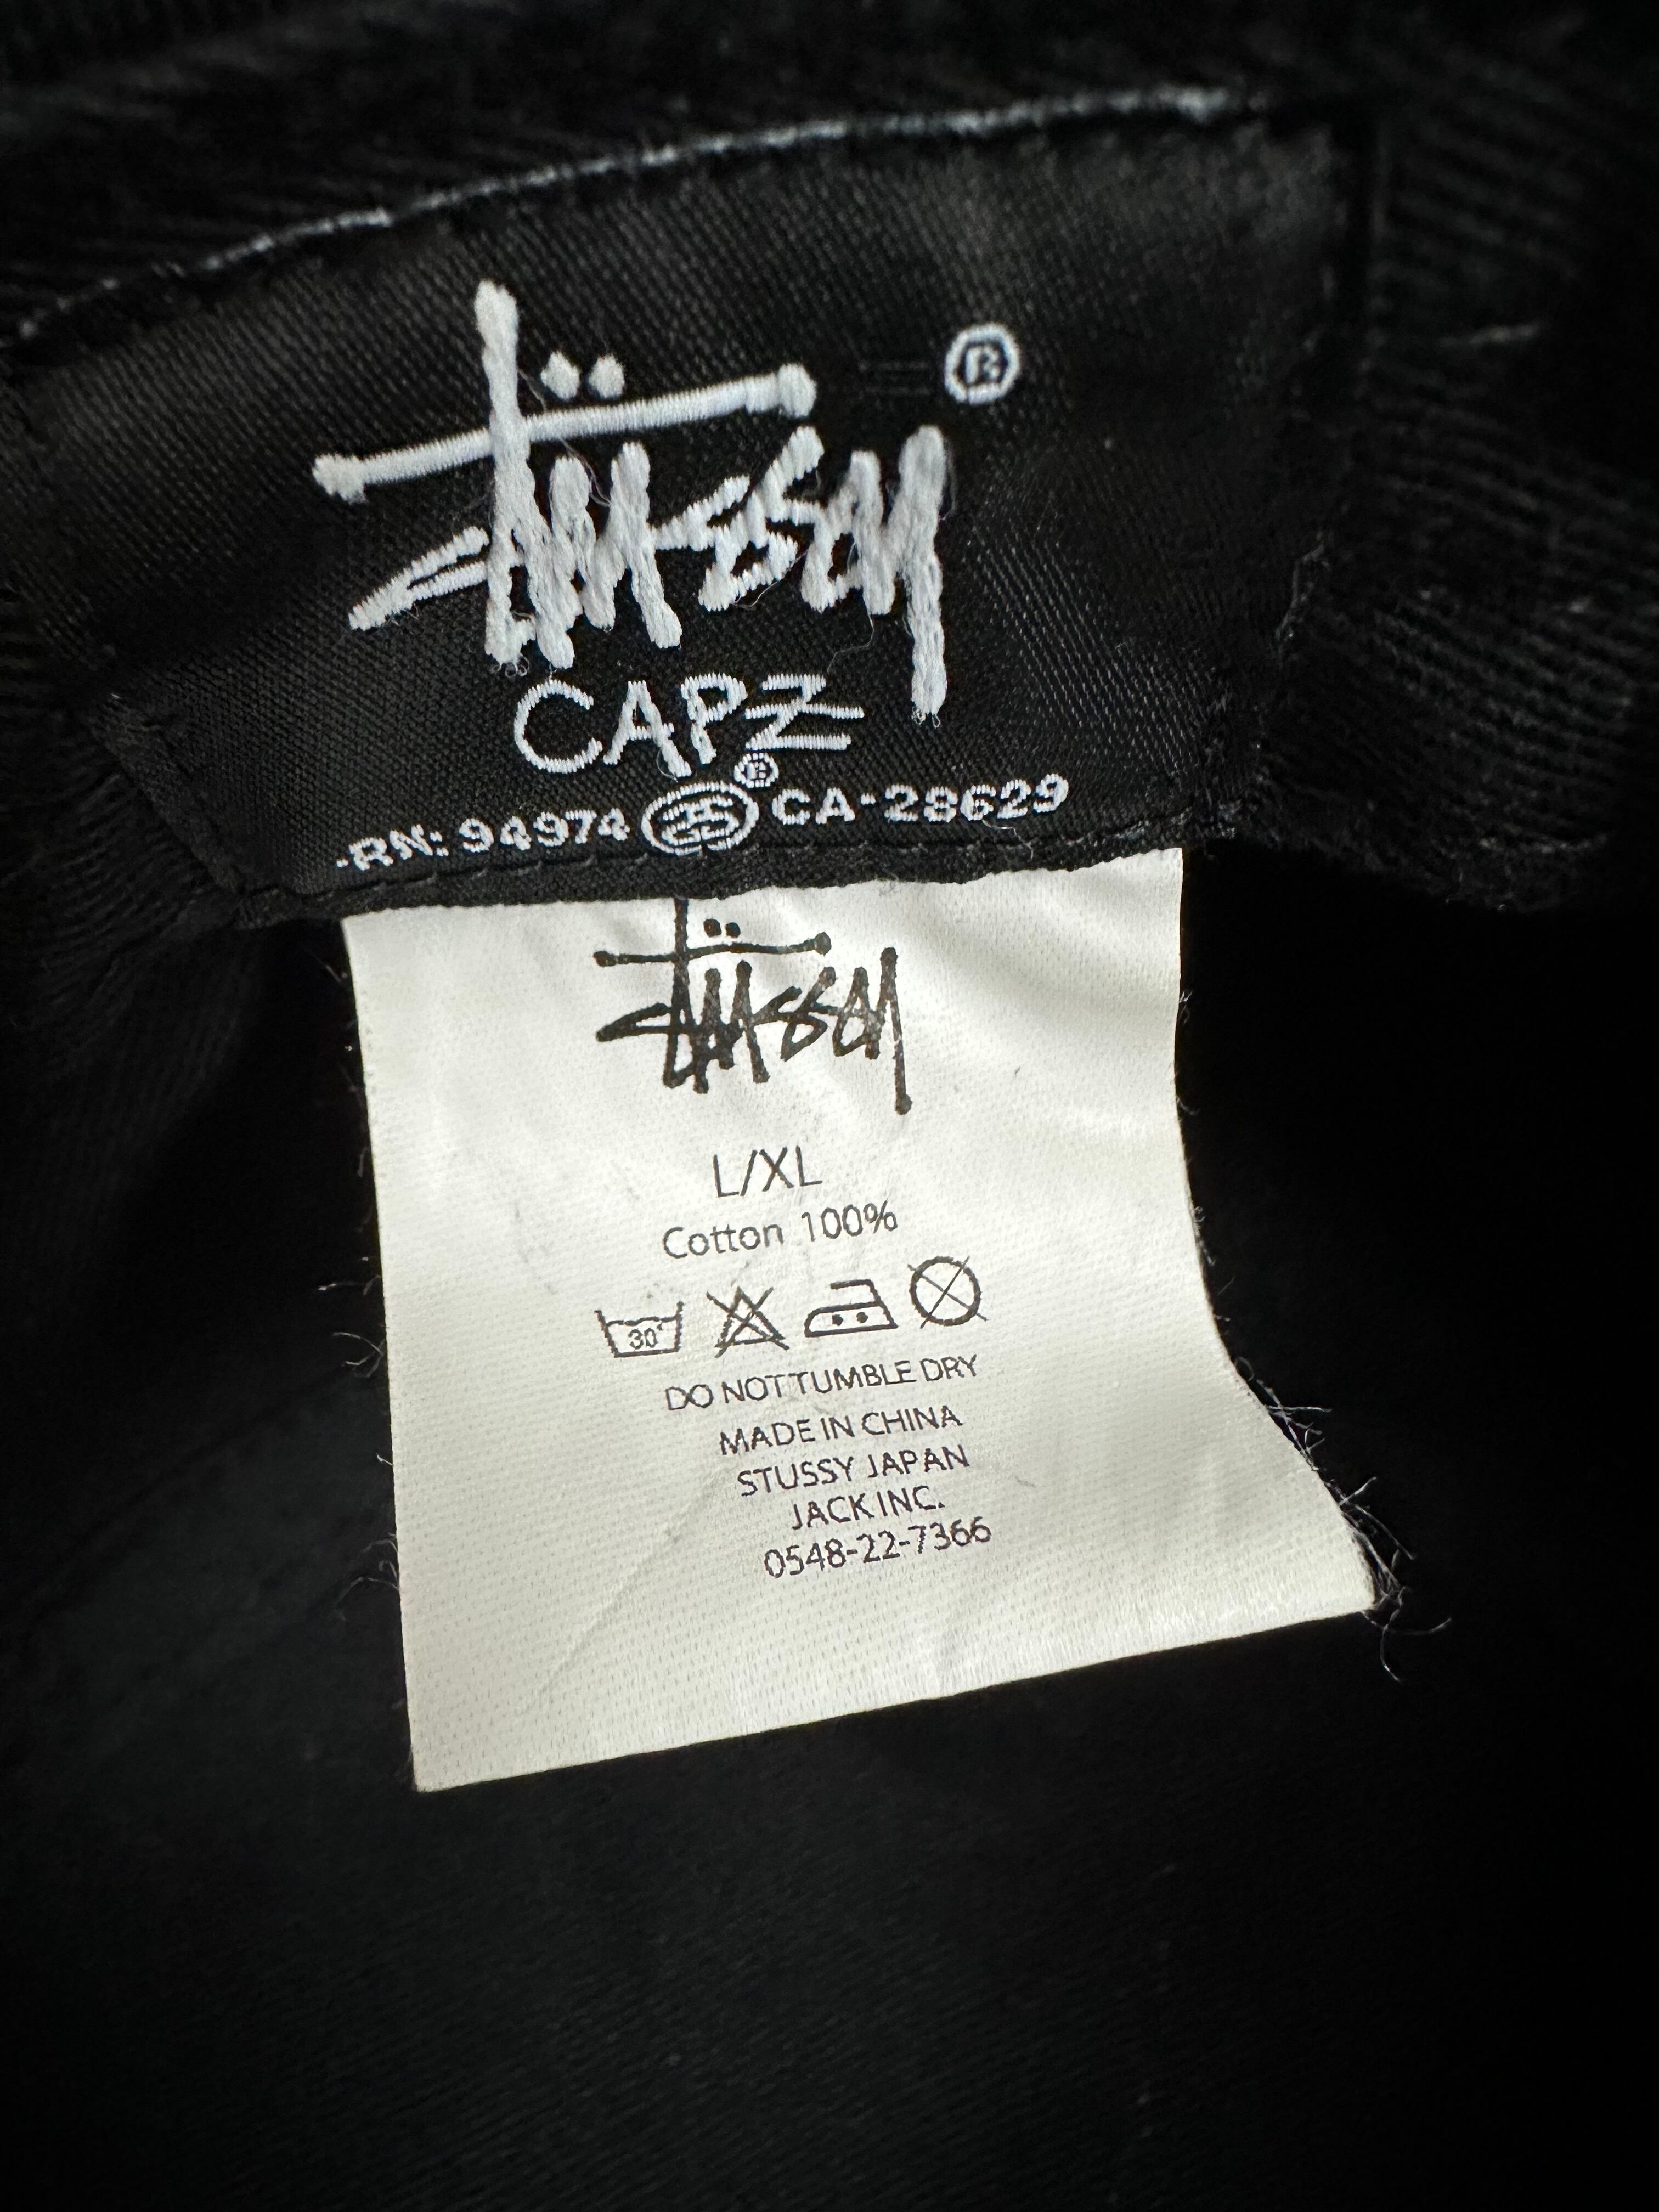 Stüssy ®
CAPZ
RN: 94974 SS ® CA-28629
Stüssy
L/XL
Cotton 100%
30
DO NOT TUMBLE DRY
MADE IN CHINA
STUSSY JAPAN
JACK INC.
0548-22-7366